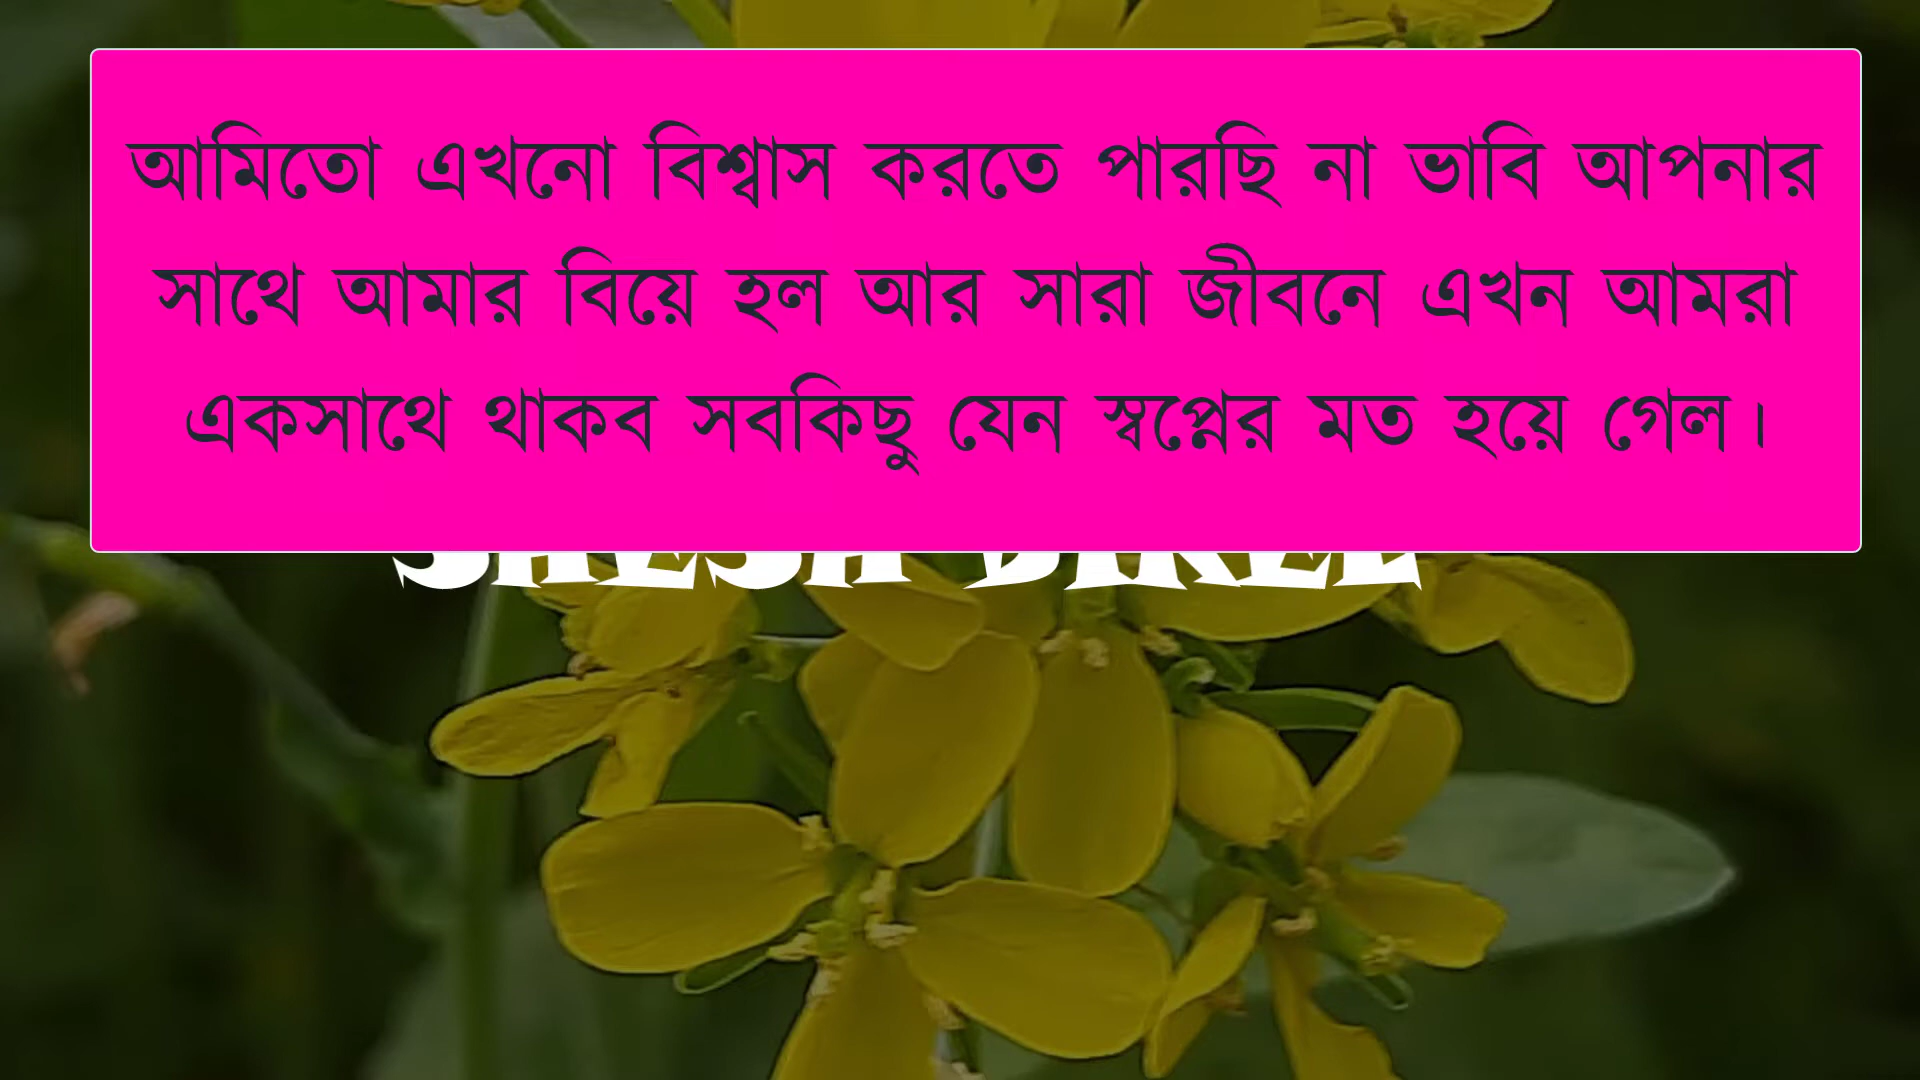 আমিতো এখনো বিশ্বাস করতে পারছি না ভাবি আপনার
সাথে আমার বিয়ে হল আর সারা জীবনে এখন আমরা
একসাথে থাকব সবকিছু যেন স্বপ্নের মত হয়ে গেল।